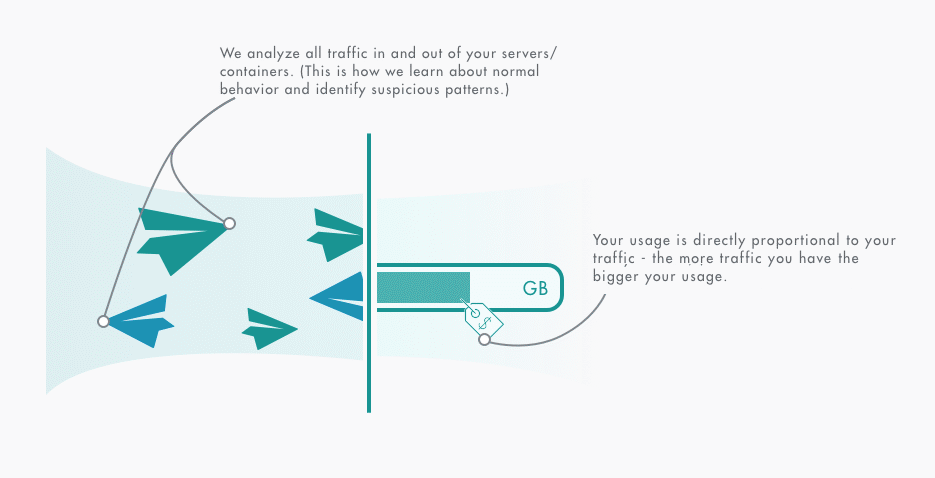 We analyze all traffic in and out of your servers/
containers. (This is how we learn about normal
behavior and identify suspicious patterns.)
Your usage is directly proportional to your
traffic - the more traffic you have the
bigger your usage.
GB
$